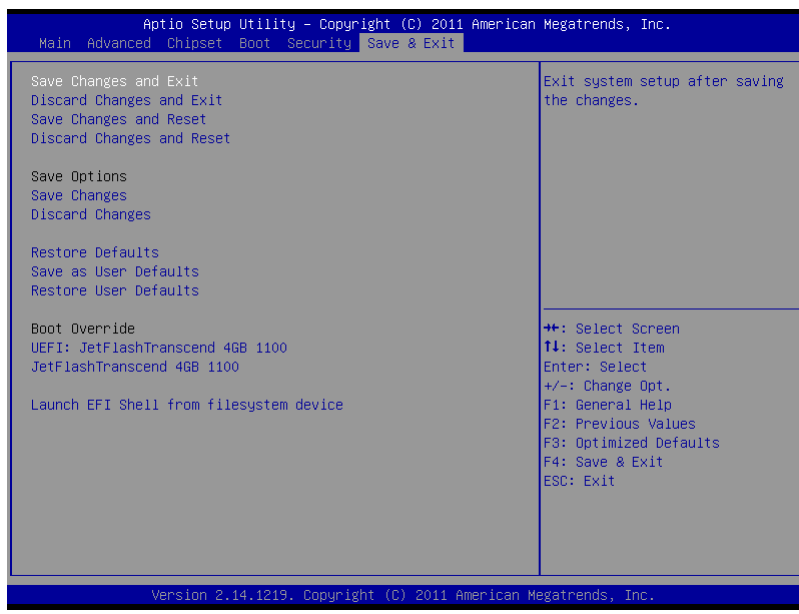 Aptio Setup Utility – Copyright (C) 2011 American Megatrends, Inc.
Main Advanced Chipset Boot Security Save & Exit
Save Changes and Exit
Discard Changes and Exit
Save Changes and Reset
Discard Changes and Reset
Save Options
Save Changes
Discard Changes
Restore Defaults
Save as User Defaults
Restore User Defaults
Boot Override
UEFI: JetFlashTranscend 4GB 1100
JetFlashTranscend 4GB 1100
Launch EFI Shell from filesystem device
Exit system setup after saving
the changes.
→←: Select Screen
↑↓: Select Item
Enter: Select
+/-: Change Opt.
F1: General Help
F2: Previous Values
F3: Optimized Defaults
F4: Save & Exit
ESC: Exit
Version 2.14.1219. Copyright (C) 2011 American Megatrends, Inc.